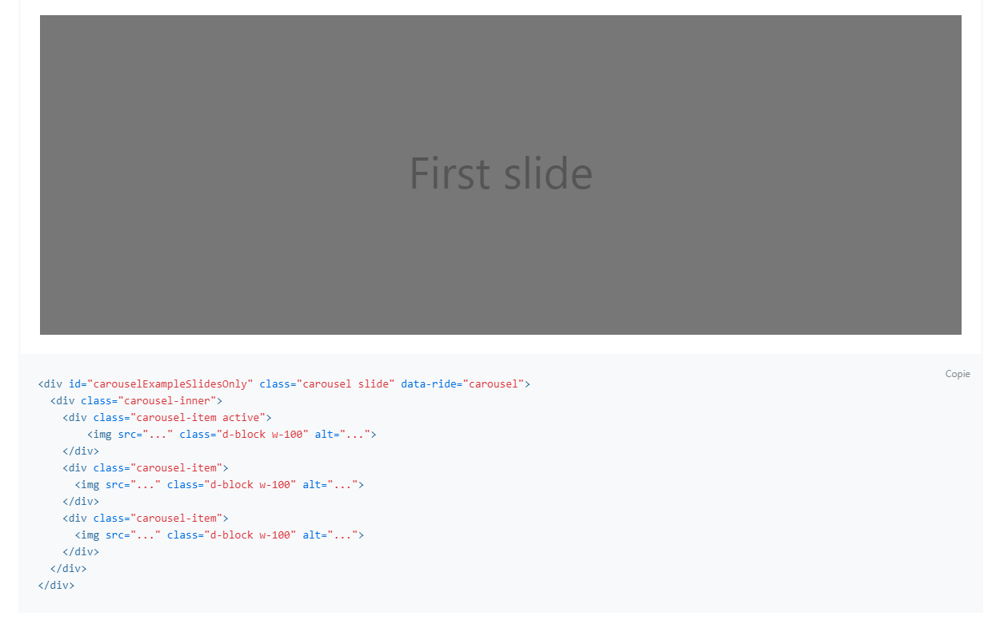 First slide
Copie
<div id="carouselExampleSlidesOnly" class="carousel slide" data-ride="carousel">
  <div class="carousel-inner">
    <div class="carousel-item active">
        <img src="..." class="d-block w-100" alt="...">
    </div>
    <div class="carousel-item">
      <img src="..." class="d-block w-100" alt="...">
    </div>
    <div class="carousel-item">
      <img src="..." class="d-block w-100" alt="...">
    </div>
  </div>
</div>